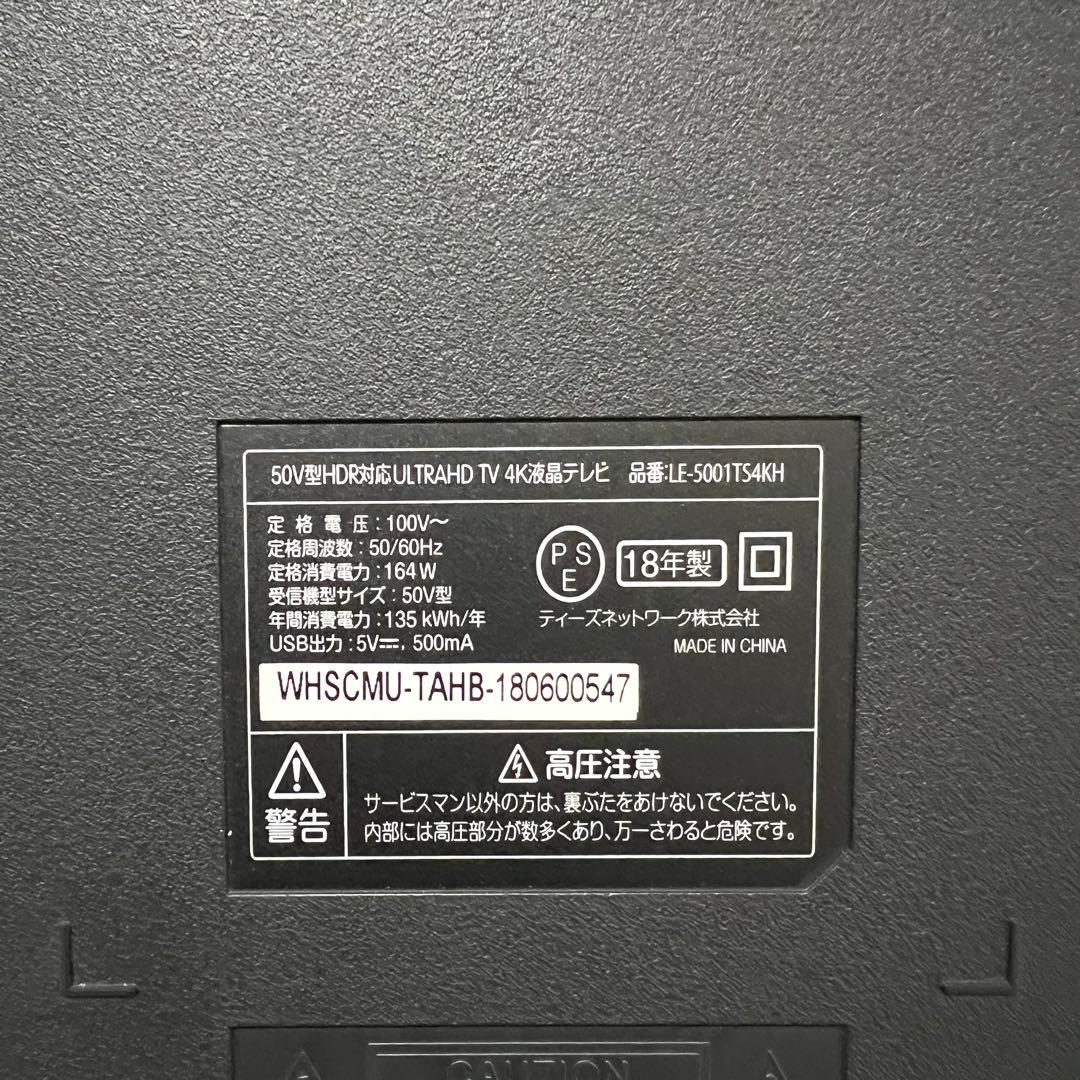 50V型HDR対応ULTRAHD TV 4K液晶テレビ 品番:LE-5001TS4KH
定格電圧:100V〜
定格周波数:50/60Hz
定格消費電力:164W
受信機型サイズ:50V型
年間消費電力:135 kWh/年
USB出力:5V⎓, 500mA
PSE
18年製
ティーズネットワーク株式会社
MADE IN CHINA
WHSCMU-TAHB-180600547
警告
高圧注意
サービスマン以外の方は、裏ぶたをあけないでください。
内部には高圧部分が数多くあり、万一さわると危険です。
CAUTION